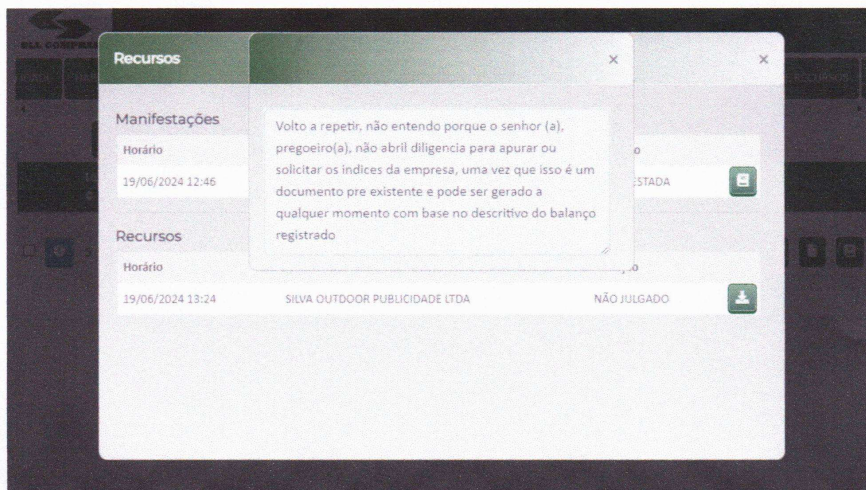 BLL COMPRAS
Recursos
Manifestações
Horário
19/06/2024 12:46
Volto a repetir, não entendo porque o senhor (a),
pregoeiro(a), não abril diligencia para apurar ou
solicitar os indices da empresa, uma vez que isso é um
documento pre existente e pode ser gerado a
qualquer momento com base no descritivo do balanço
registrado
ESTADA
Recursos
Horário
19/06/2024 13:24 SILVA OUTDOOR PUBLICIDADE LTDA NÃO JULGADO